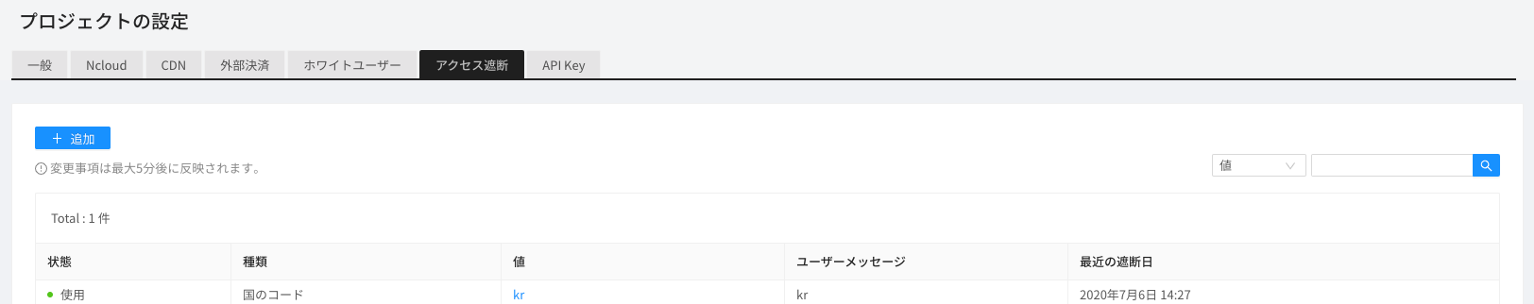 プロジェクトの設定
一般 Ncloud CDN 外部決済 ホワイトユーザー アクセス遮断 API Key
＋ 追加
変更事項は最大5分後に反映されます。
値
Total : 1 件
状態 種類 値 ユーザーメッセージ 最近の遮断日
使用 国のコード kr kr 2020年7月6日 14:27